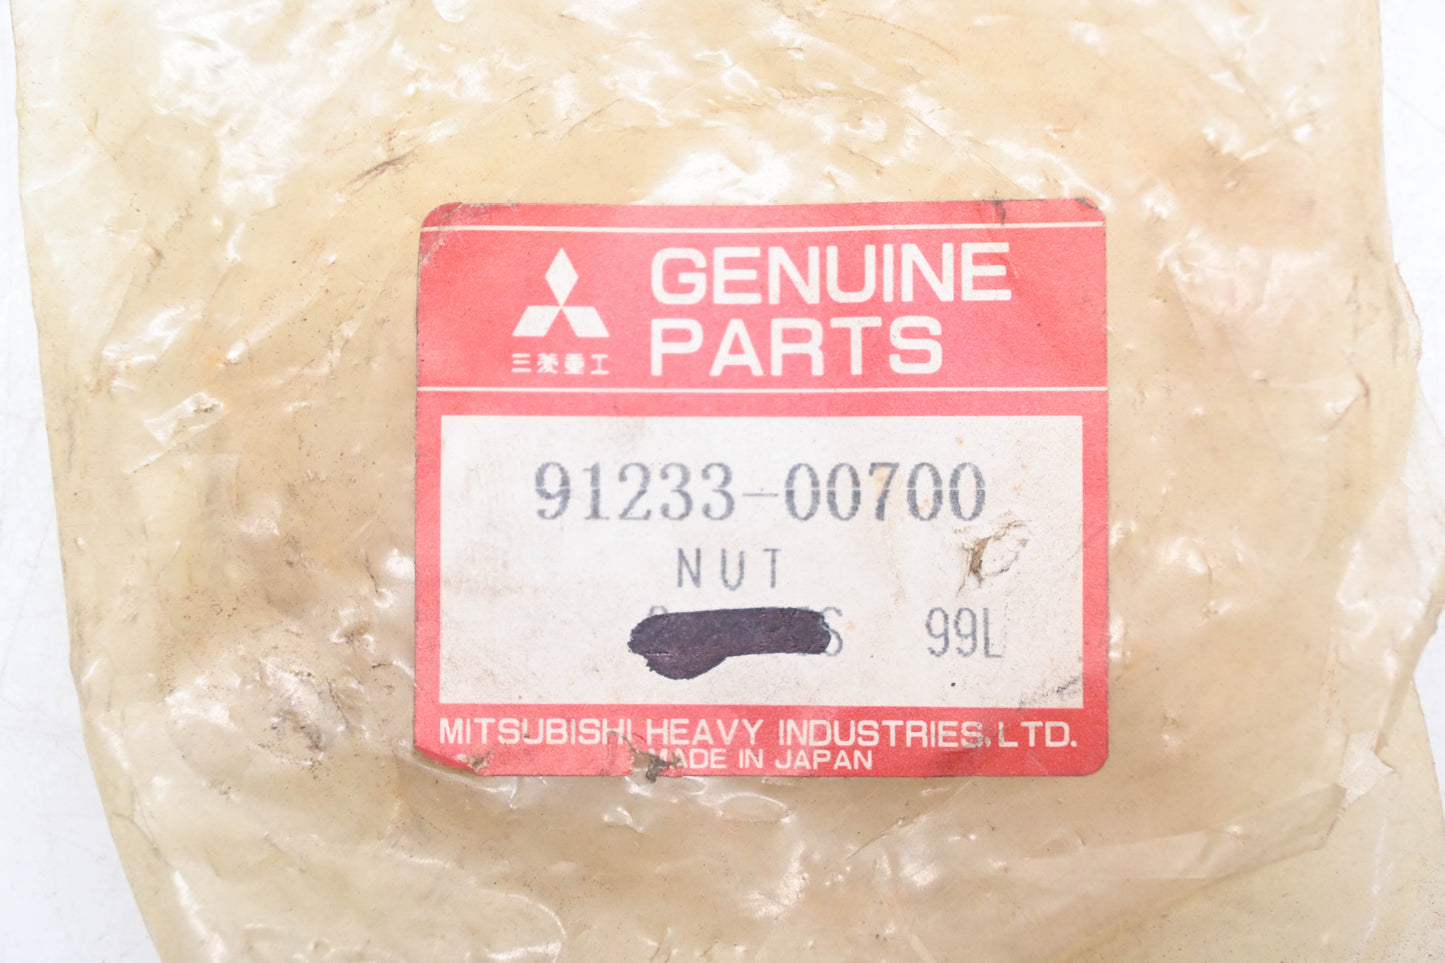 GENUINE
PARTS
三菱重工
91233-00700
NUT
99L
MITSUBISHI HEAVY INDUSTRIES, LTD.
MADE IN JAPAN